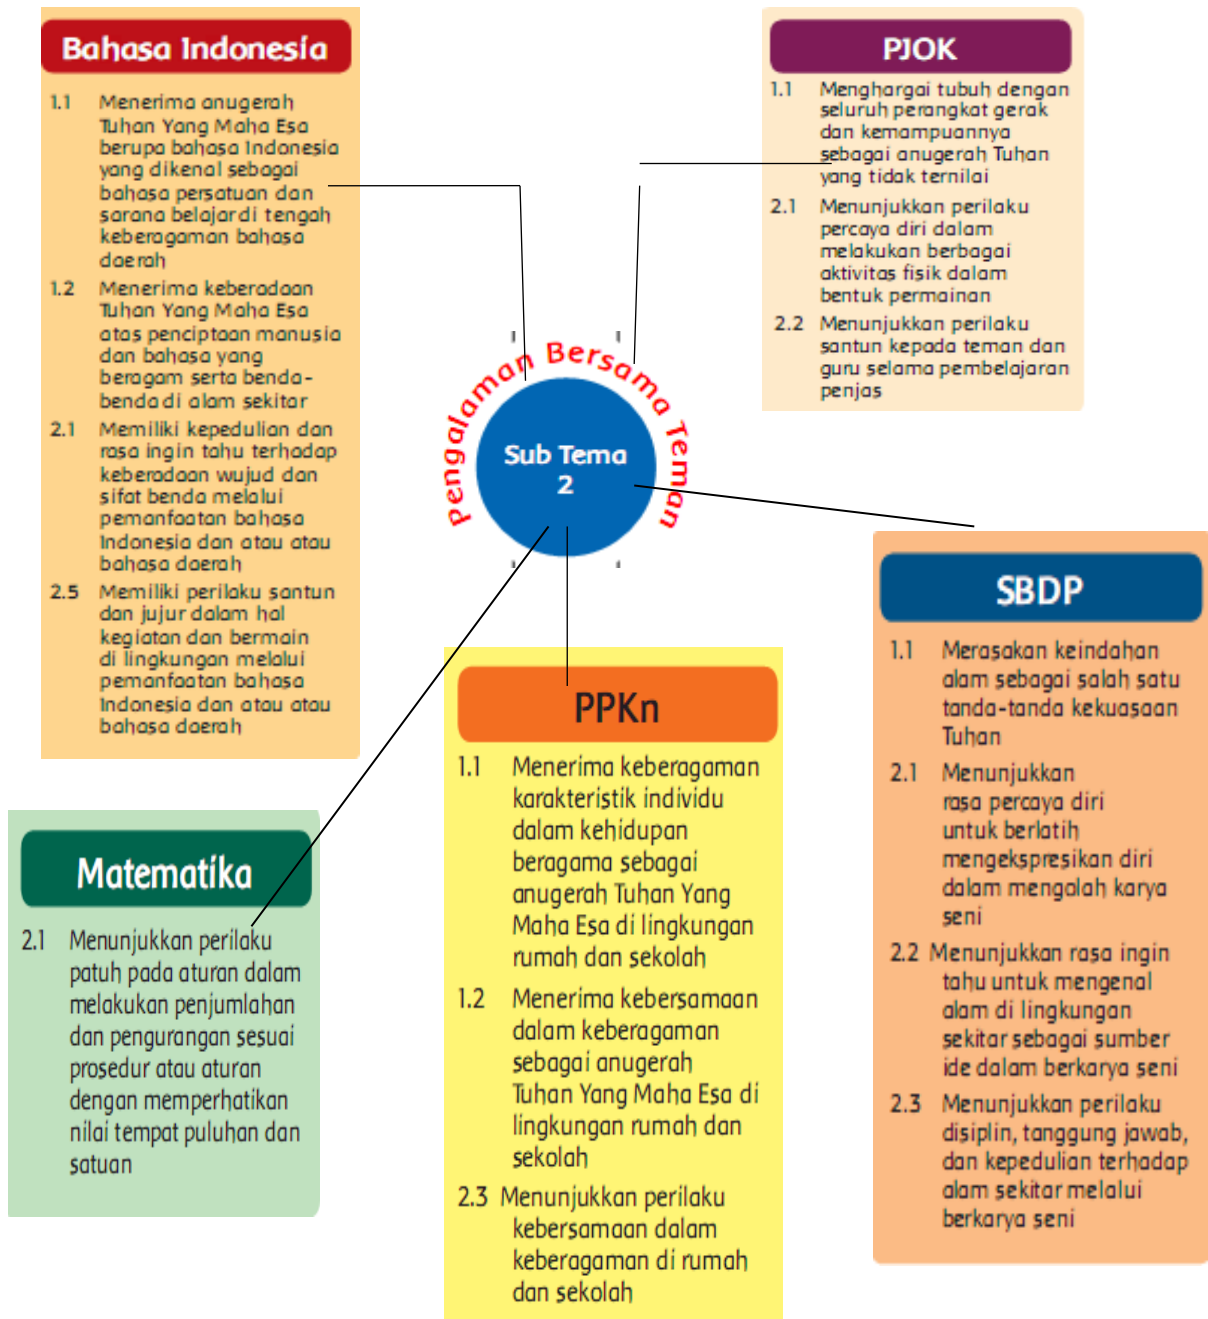 Bahasa Indonesia
1.1 Menerima anugerah
Tuhan Yang Maha Esa
berupa bahasa Indonesia
yang dikenal sebagai
bahasa persatuan dan
sarana belajardi tengah
keberagaman bahasa
daerah
1.2 Menerima keberadaan
Tuhan Yang Maha Esa
atas penciptaan manusia
dan bahasa yang
beragam serta benda-
benda di alam sekitar
2.1 Memiliki kepedulian dan
rasa ingin tahu terhadap
keberadaan wujud dan
sifat benda melalui
pemanfaatan bahasa
Indonesia dan atau atau
bahasa daerah
2.5 Memiliki perilaku santun
dan jujur dalam hal
kegiatan dan bermain
di lingkungan melalui
pemanfaatan bahasa
Indonesia dan atau atau
bahasa daerah
PJOK
1.1 Menghargai tubuh dengan
seluruh perangkat gerak
dan kemampuannya
sebagai anugerah Tuhan
yang tidak ternilai
2.1 Menunjukkan perilaku
percaya diri dalam
melakukan berbagai
aktivitas fisik dalam
bentuk permainan
2.2 Menunjukkan perilaku
santun kepada teman dan
guru selama pembelajaran
penjas
Pengalaman Bersama Teman
Sub Tema
2
SBDP
1.1 Merasakan keindahan
alam sebagai salah satu
tanda-tanda kekuasaan
Tuhan
2.1 Menunjukkan
rasa percaya diri
untuk berlatih
mengekspresikan diri
dalam mengolah karya
seni
2.2 Menunjukkan rasa ingin
tahu untuk mengenal
alam di lingkungan
sekitar sebagai sumber
ide dalam berkarya seni
2.3 Menunjukkan perilaku
disiplin, tanggung jawab,
dan kepedulian terhadap
alam sekitar melalui
berkarya seni
PPKn
1.1 Menerima keberagaman
karakteristik individu
dalam kehidupan
beragama sebagai
anugerah Tuhan Yang
Maha Esa di lingkungan
rumah dan sekolah
1.2 Menerima kebersamaan
dalam keberagaman
sebagai anugerah
Tuhan Yang Maha Esa di
lingkungan rumah dan
sekolah
2.3 Menunjukkan perilaku
kebersamaan dalam
keberagaman di rumah
dan sekolah
Matematika
2.1 Menunjukkan perilaku
patuh pada aturan dalam
melakukan penjumlahan
dan pengurangan sesuai
prosedur atau aturan
dengan memperhatikan
nilai tempat puluhan dan
satuan